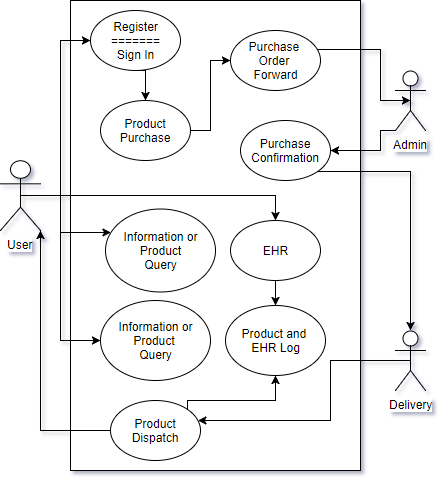 Register
=======
Sign In
Purchase
Order
Forward
Product
Purchase
Purchase
Confirmation
Admin
User
Information or
Product
Query
EHR
Information or
Product
Query
Product and
EHR Log
Delivery
Product
Dispatch